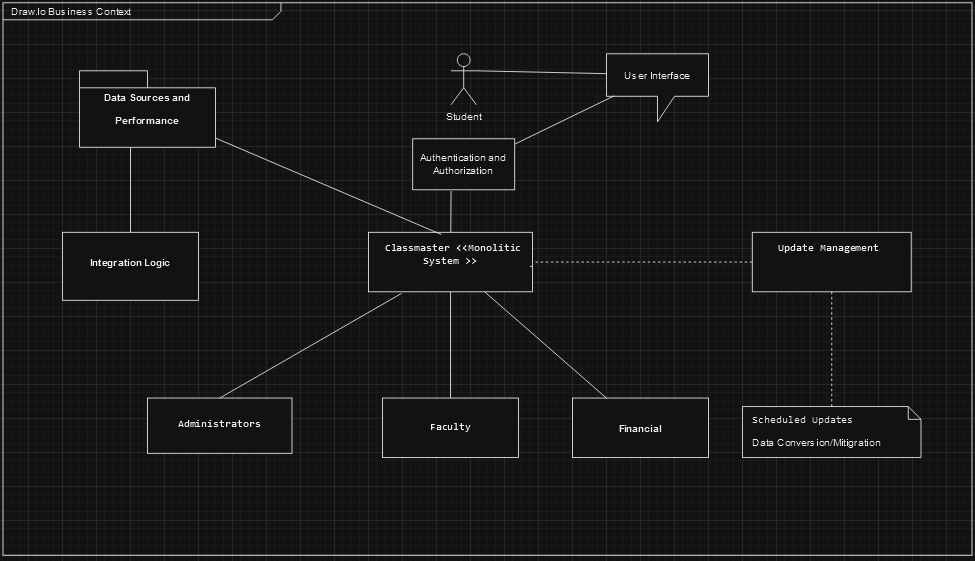 Draw.Io Business Context
User Interface
Student
Data Sources and
Performance
Authentication and
Authorization
Classmaster <<Monolitic
System >>
Update Management
Integration Logic
Administrators
Faculty
Financial
Scheduled Updates
Data Conversion/Mitigration